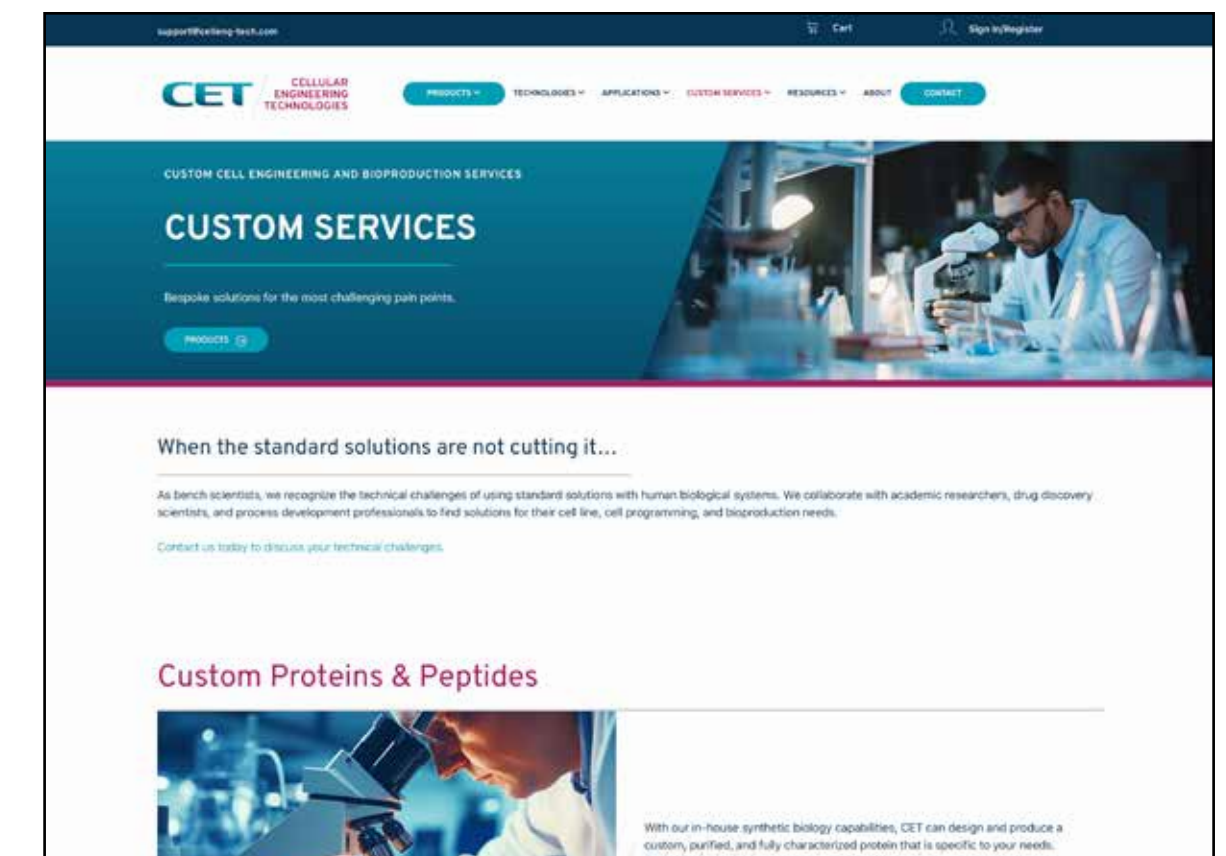 support@celleng-tech.com
Cart
Sign In/Register
CET
CELLULAR
ENGINEERING
TECHNOLOGIES
PRODUCTS
TECHNOLOGIES
APPLICATIONS
CUSTOM SERVICES
RESOURCES
ABOUT
CONTACT
CUSTOM CELL ENGINEERING AND BIOPRODUCTION SERVICES
CUSTOM SERVICES
Bespoke solutions for the most challenging pain points.
PRODUCTS
When the standard solutions are not cutting it...
As bench scientists, we recognize the technical challenges of using standard solutions with human biological systems. We collaborate with academic researchers, drug discovery
scientists, and process development professionals to find solutions for their cell line, cell programming, and bioproduction needs.
Contact us today to discuss your technical challenges.
Custom Proteins & Peptides
With our in-house synthetic biology capabilities, CET can design and produce a
custom, purified, and fully characterized protein that is specific to your needs.